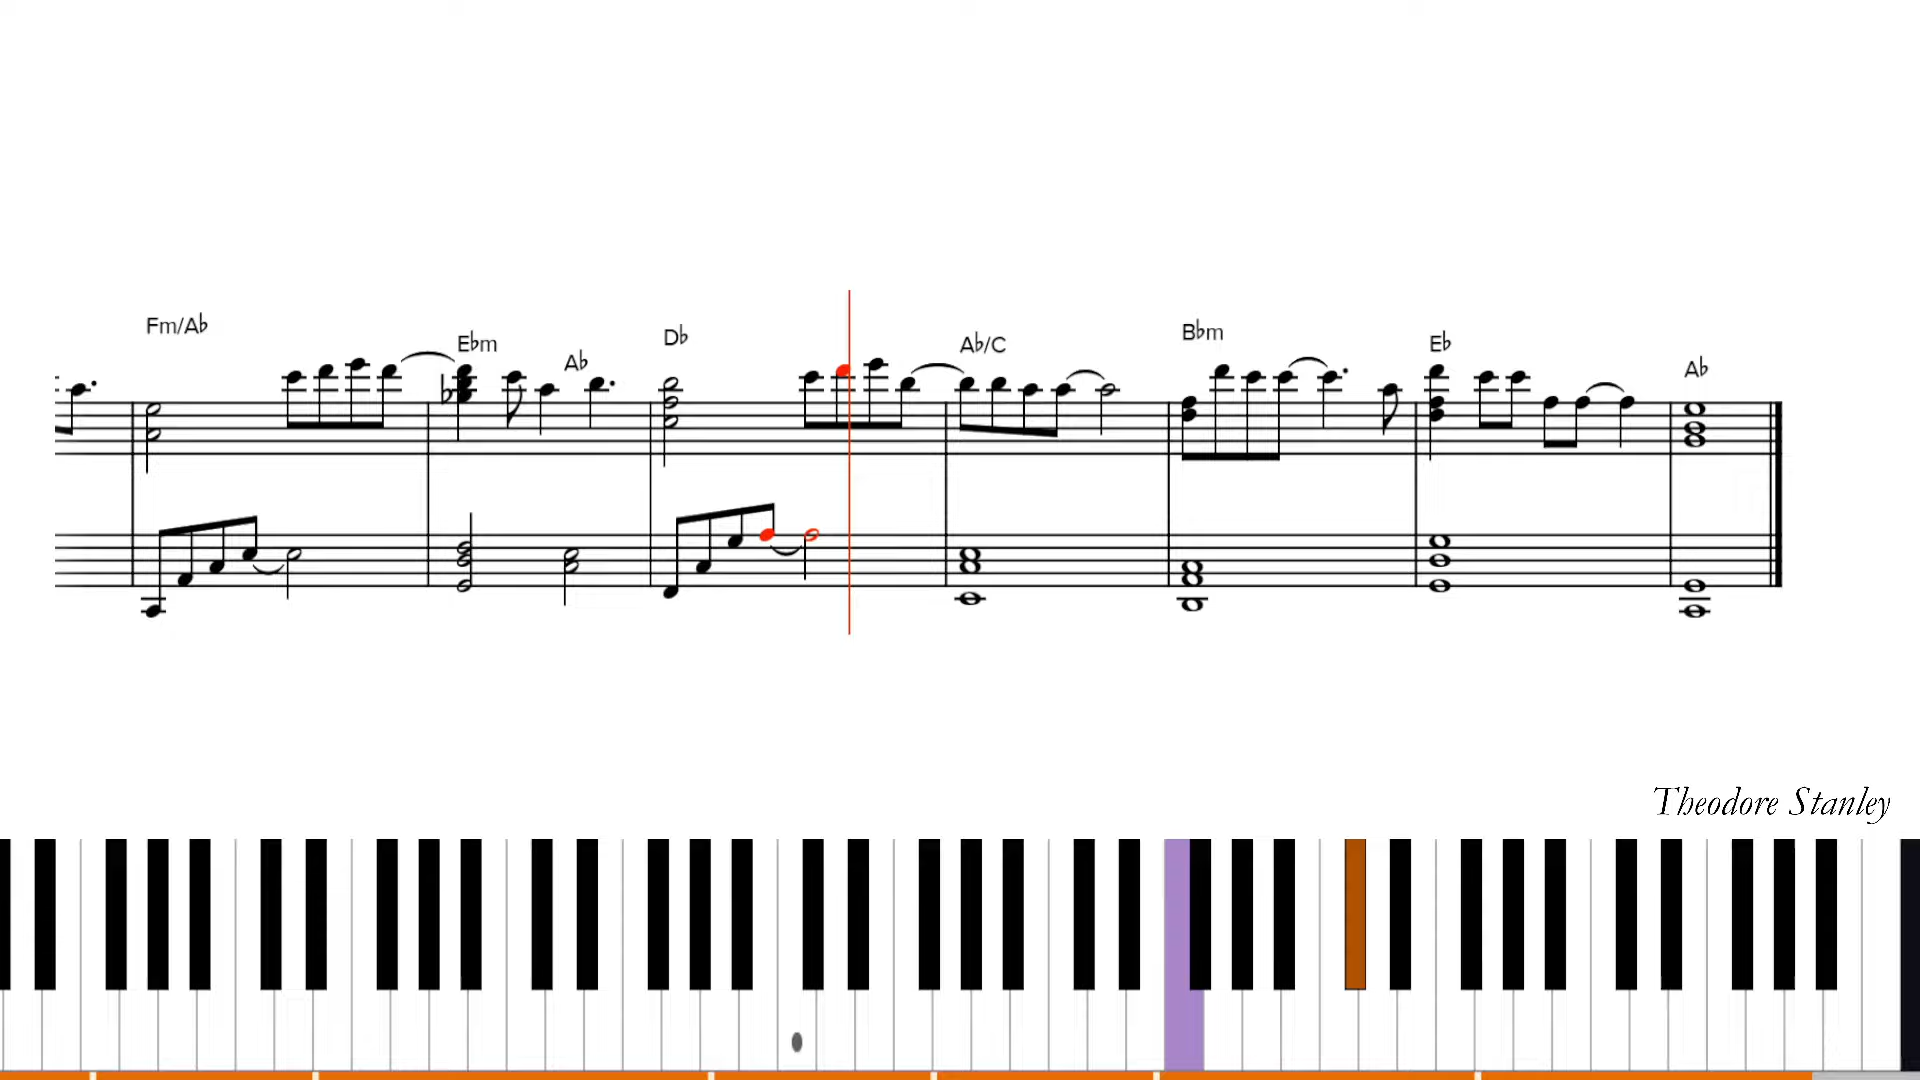 Fm/A♭ E♭m A♭ D♭ A♭/C B♭m E♭ A♭
Theodore Stanley